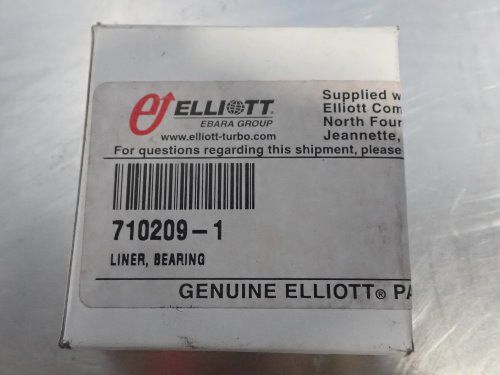 ELLIOTT®
EBARA GROUP
www.elliott-turbo.com
Supplied w
Elliott Com
North Four
Jeannette,
For questions regarding this shipment, please
710209-1
LINER, BEARING
GENUINE ELLIOTT® PA